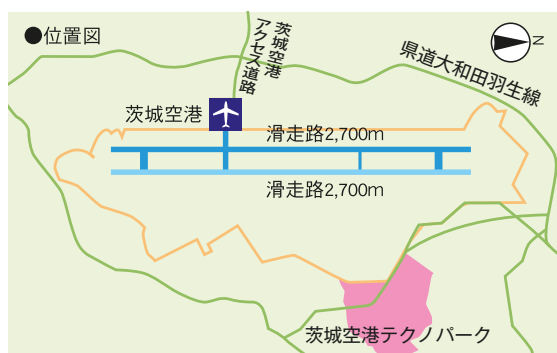 ●位置図
茨城空港
アクセス道路
県道大和田羽生線
N
茨城空港
滑走路2,700m
滑走路2,700m
茨城空港テクノパーク